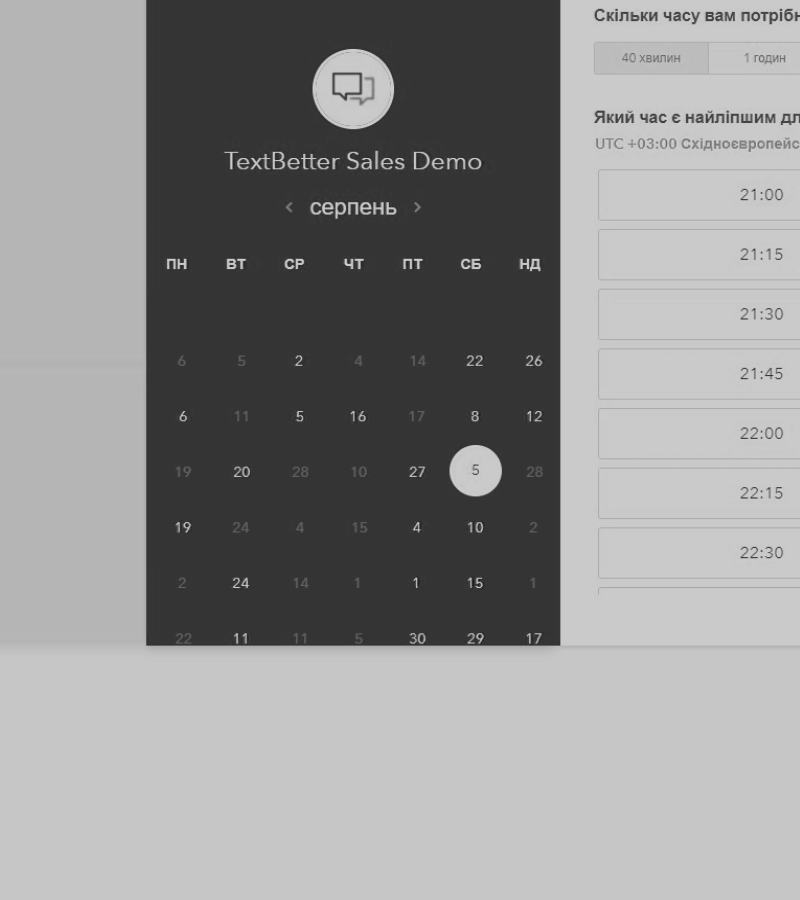 TextBetter Sales Demo
серпень
ПН ВТ СР ЧТ ПТ СБ НД
6 5 2 4 14 22 26
6 11 5 16 17 8 12
19 20 28 10 27 5 28
19 24 4 15 4 10 2
2 24 14 1 1 15 1
22 11 11 5 30 29 17
Скільки часу вам потрібн
40 хвилин 1 годин
Який час є найліпшим дл
UTC +03:00 Східноєвропейс
21:00
21:15
21:30
21:45
22:00
22:15
22:30